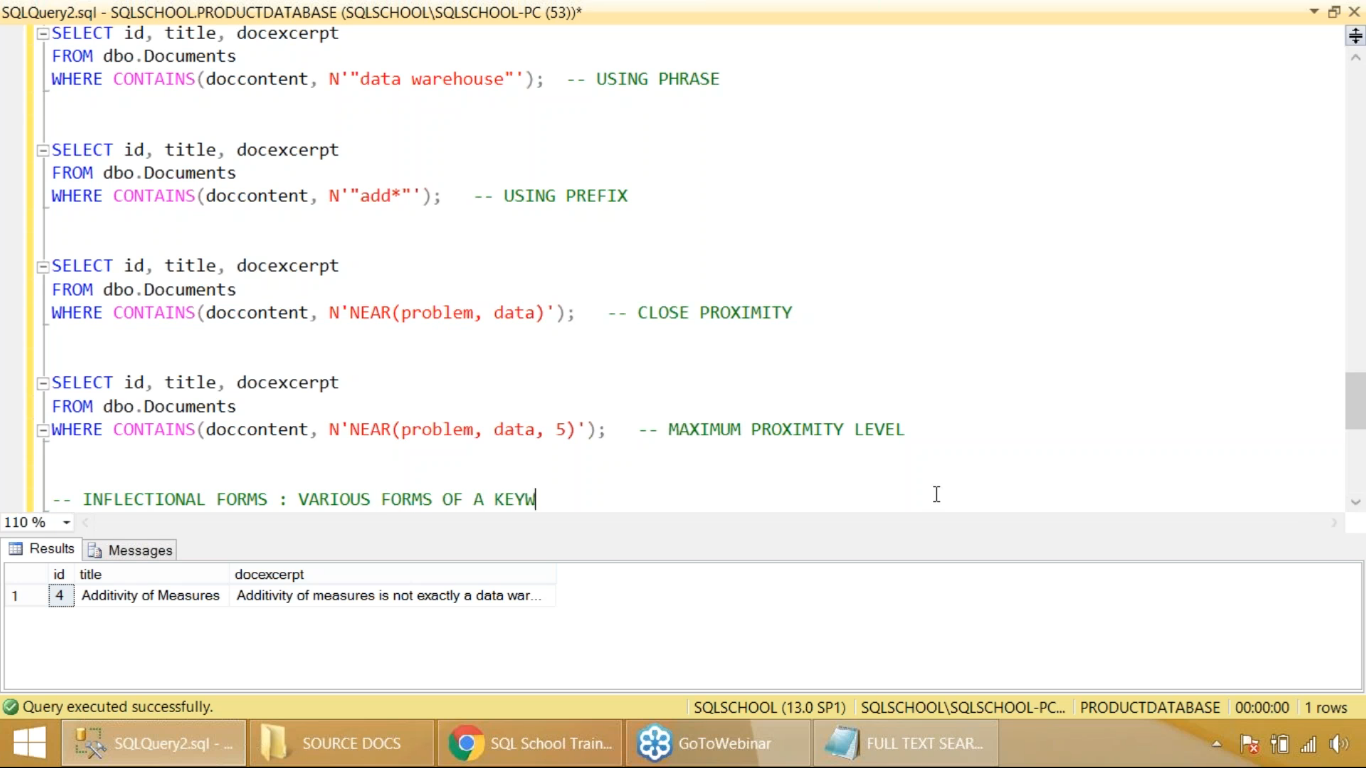 SQLQuery2.sql - SQLSCHOOL.PRODUCTDATABASE (SQLSCHOOL\SQLSCHOOL-PC (53))*
SELECT id, title, docexcerpt
FROM dbo.Documents
WHERE CONTAINS(doccontent, N'"data warehouse"');  -- USING PHRASE
SELECT id, title, docexcerpt
FROM dbo.Documents
WHERE CONTAINS(doccontent, N'"add*"');   -- USING PREFIX
SELECT id, title, docexcerpt
FROM dbo.Documents
WHERE CONTAINS(doccontent, N'NEAR(problem, data)');   -- CLOSE PROXIMITY
SELECT id, title, docexcerpt
FROM dbo.Documents
WHERE CONTAINS(doccontent, N'NEAR(problem, data, 5)');   -- MAXIMUM PROXIMITY LEVEL
-- INFLECTIONAL FORMS : VARIOUS FORMS OF A KEYW
110 %
Results Messages
id title docexcerpt
1 4 Additivity of Measures Additivity of measures is not exactly a data war...
Query executed successfully. SQLSCHOOL (13.0 SP1) SQLSCHOOL\SQLSCHOOL-PC... PRODUCTDATABASE 00:00:00 1 rows
SQLQuery2.sql - ... SOURCE DOCS SQL School Train... GoToWebinar FULL TEXT SEAR...